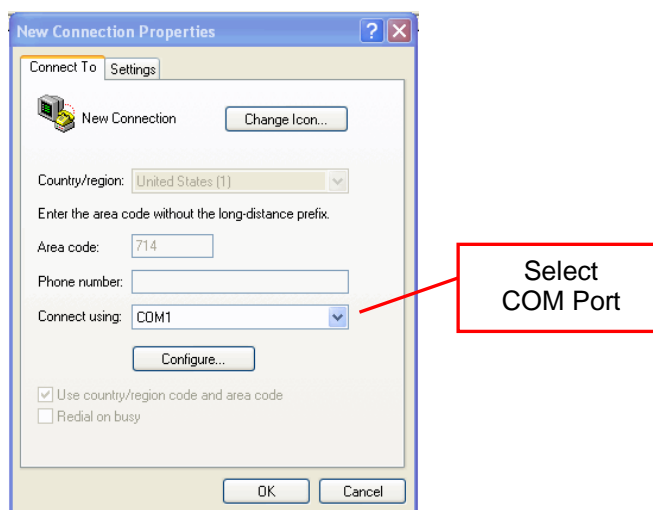 New Connection Properties
Connect To
Settings
New Connection
Change Icon...
Country/region: United States (1)
Enter the area code without the long-distance prefix.
Area code: 714
Phone number:
Connect using: COM1
Configure...
Use country/region code and area code
Redial on busy
OK
Cancel
Select
COM Port